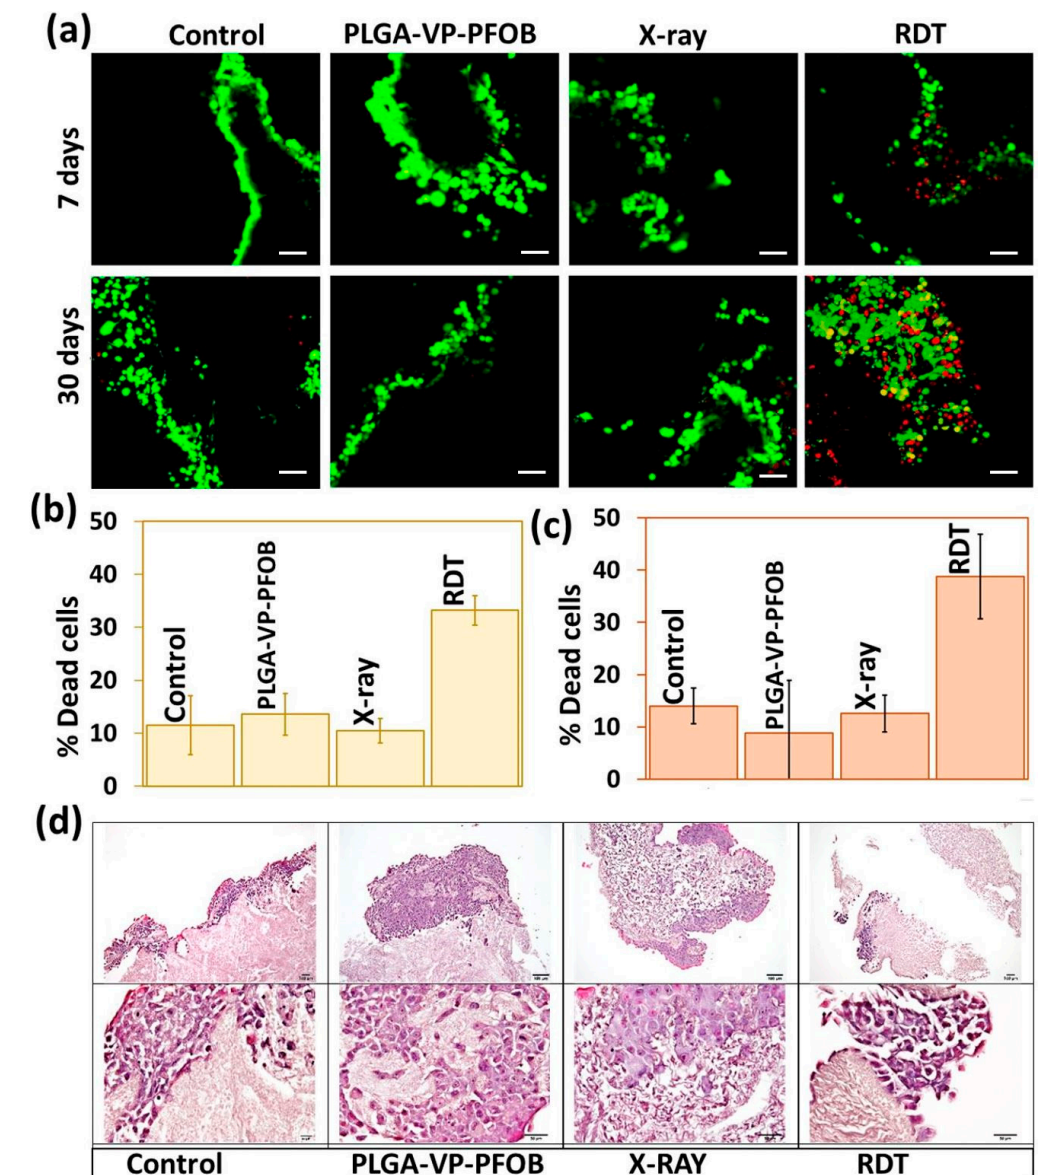 (a)
Control PLGA-VP-PFOB X-ray RDT
7 days
30 days
(b)
50
40
30
20
10
0
% Dead cells
Control
PLGA-VP-PFOB
X-ray
RDT
(c)
50
40
30
20
10
0
% Dead cells
Control
PLGA-VP-PFOB
X-ray
RDT
(d)
Control PLGA-VP-PFOB X-RAY RDT